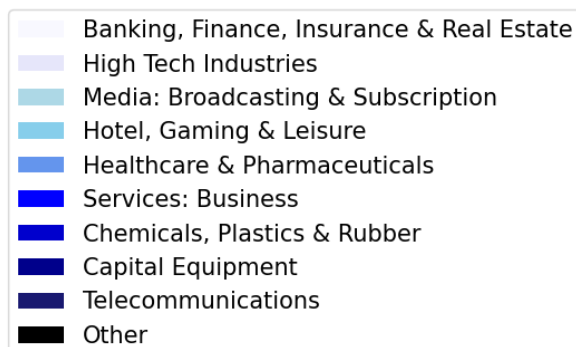 Banking, Finance, Insurance & Real Estate
High Tech Industries
Media: Broadcasting & Subscription
Hotel, Gaming & Leisure
Healthcare & Pharmaceuticals
Services: Business
Chemicals, Plastics & Rubber
Capital Equipment
Telecommunications
Other